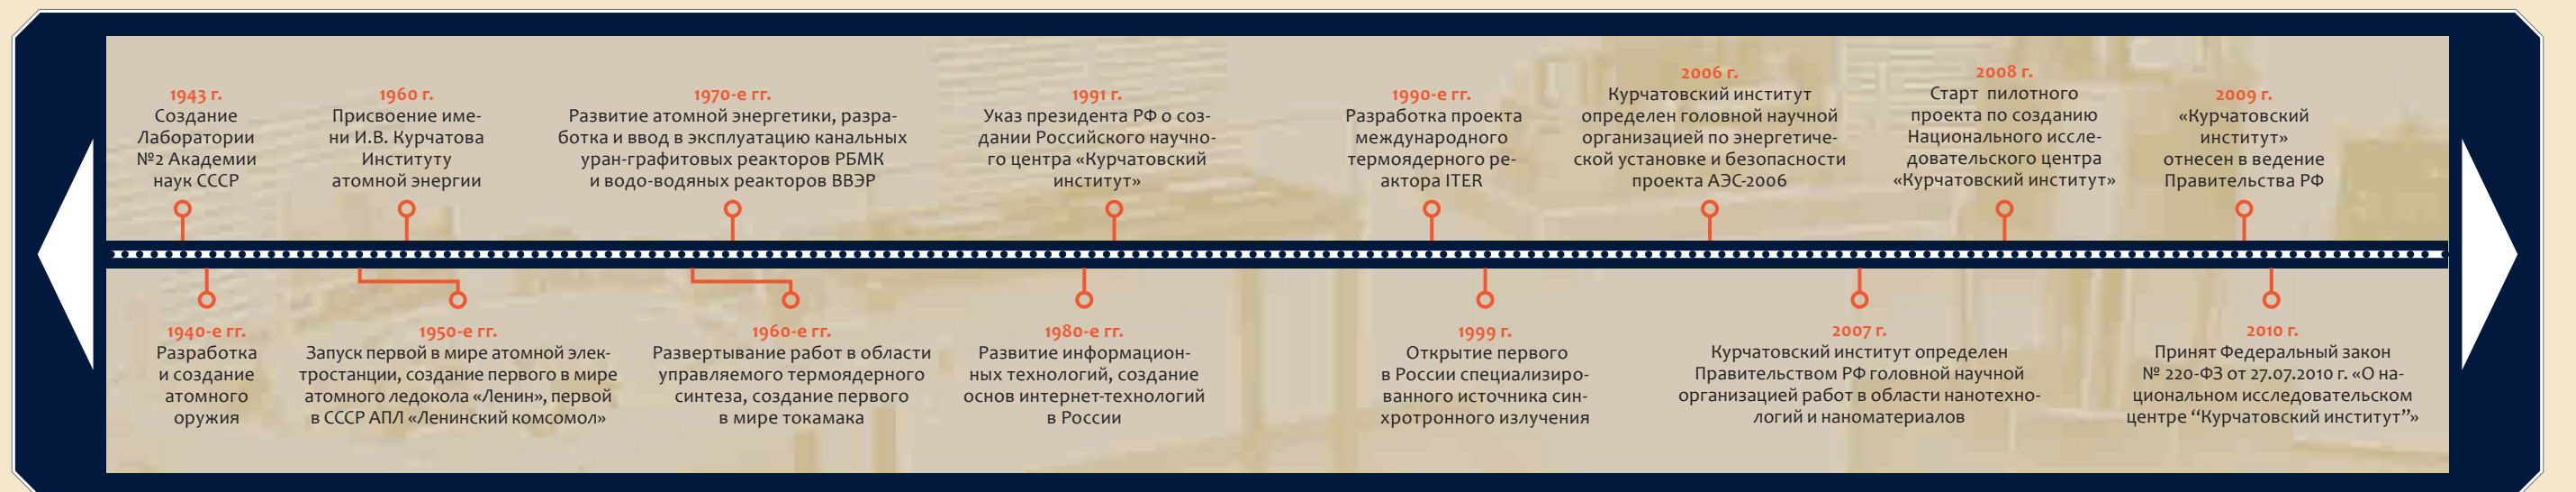 1943 г.
Создание
Лаборатории
№2 Академии
наук СССР
1960 г.
Присвоение име-
ни И.В. Курчатова
Институту
атомной энергии
1970-е гг.
Развитие атомной энергетики, разра-
ботка и ввод в эксплуатацию канальных
уран-графитовых реакторов РБМК
и водо-водяных реакторов ВВЭР
1991 г.
Указ президента РФ о соз-
дании Российского научно-
го центра «Курчатовский
институт»
1990-е гг.
Разработка проекта
международного
термоядерного ре-
актора ITER
2006 г.
Курчатовский институт
определен головной научной
организацией по энергетиче-
ской установке и безопасности
проекта АЭС-2006
2008 г.
Старт пилотного
проекта по созданию
Национального иссле-
довательского центра
«Курчатовский институт»
2009 г.
«Курчатовский
институт»
отнесен в ведение
Правительства РФ
1940-е гг.
Разработка
и создание
атомного
оружия
1950-е гг.
Запуск первой в мире атомной элек-
тростанции, создание первого в мире
атомного ледокола «Ленин», первой
в СССР АПЛ «Ленинский комсомол»
1960-е гг.
Развертывание работ в области
управляемого термоядерного
синтеза, создание первого
в мире токамака
1980-е гг.
Развитие информацион-
ных технологий, создание
основ интернет-технологий
в России
1999 г.
Открытие первого
в России специализиро-
ванного источника син-
хротронного излучения
2007 г.
Курчатовский институт определен
Правительством РФ головной научной
организацией работ в области нанотехно-
логий и наноматериалов
2010 г.
Принят Федеральный закон
№ 220-ФЗ от 27.07.2010 г. «О на-
циональном исследовательском
центре “Курчатовский институт”»